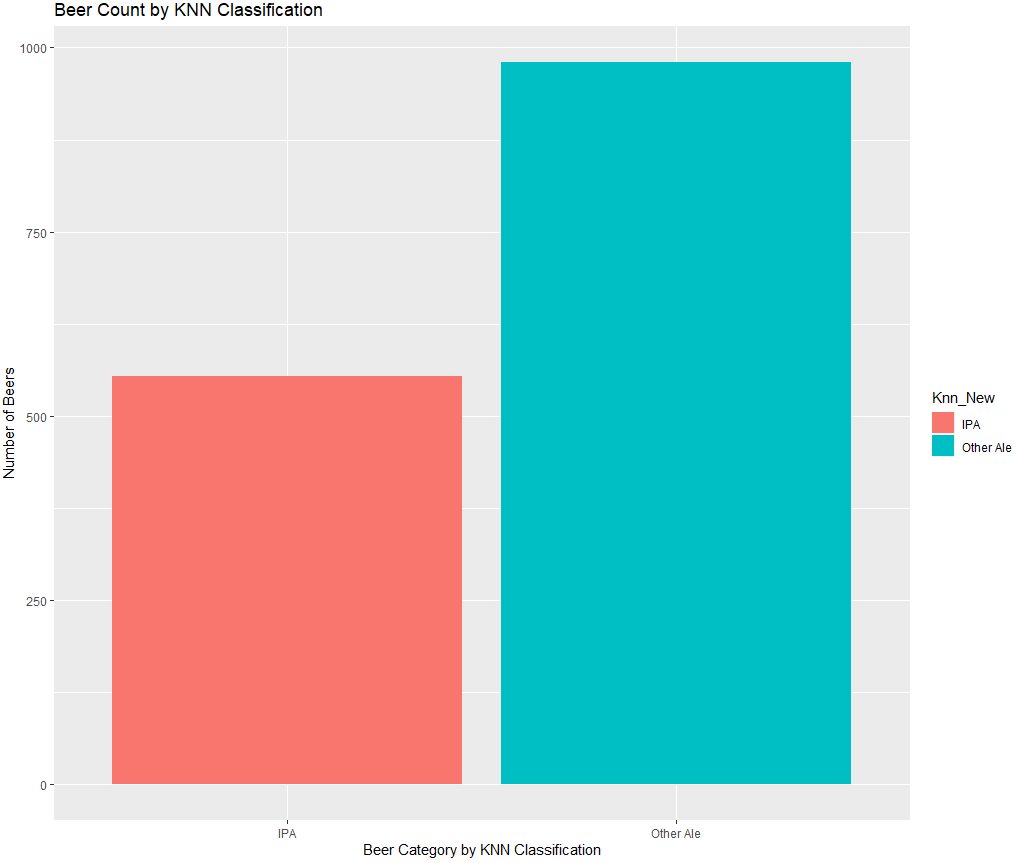 Beer Count by KNN Classification
1000
750
500
250
0
Number of Beers
IPA
Other Ale
Beer Category by KNN Classification
Knn_New
IPA
Other Ale